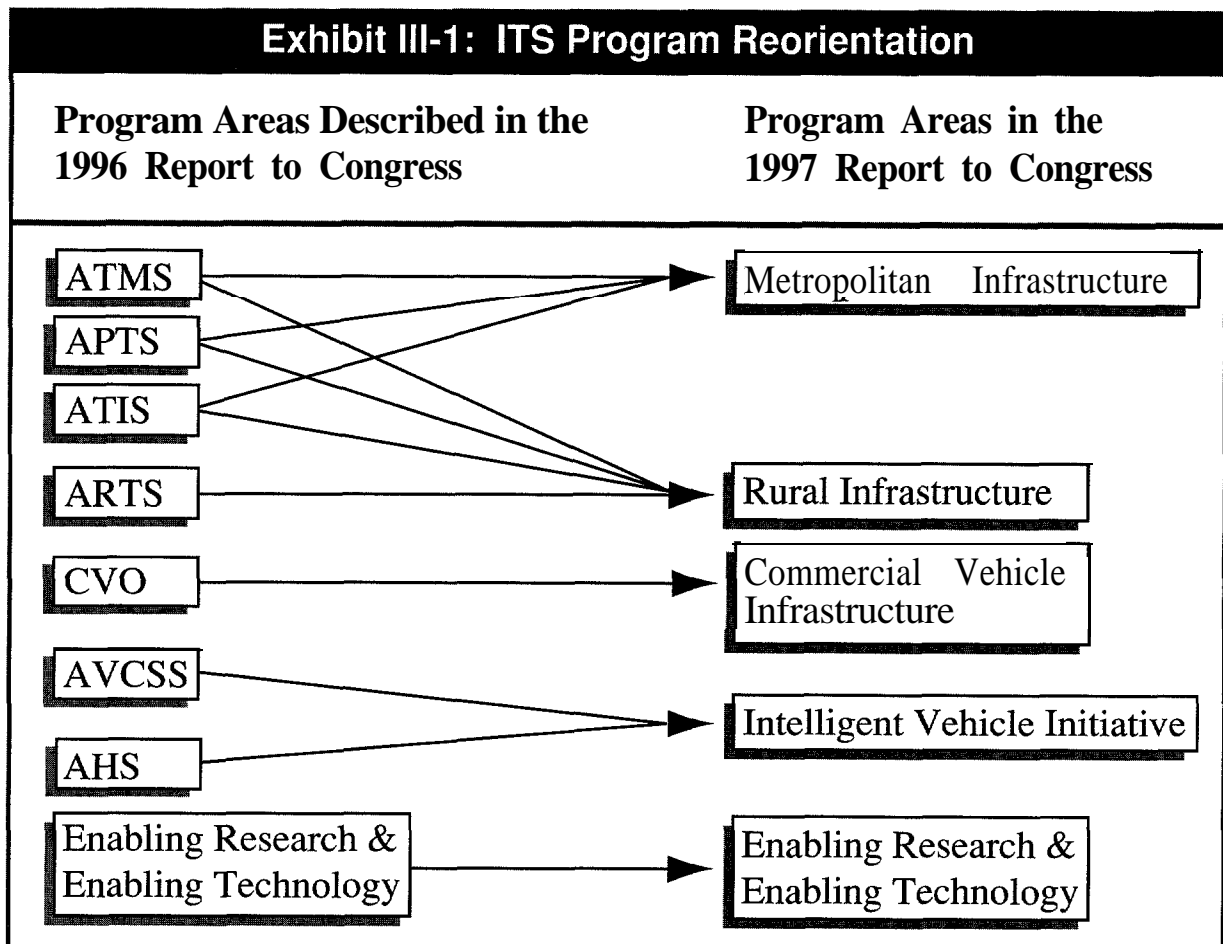 Exhibit III-1: ITS Program Reorientation
Program Areas Described in the
1996 Report to Congress
Program Areas in the
1997 Report to Congress
ATMS
APTS
ATIS
ARTS
CVO
AVCSS
AHS
Enabling Research &
Enabling Technology
Metropolitan Infrastructure
Rural Infrastructure
Commercial Vehicle
Infrastructure
Intelligent Vehicle Initiative
Enabling Research &
Enabling Technology